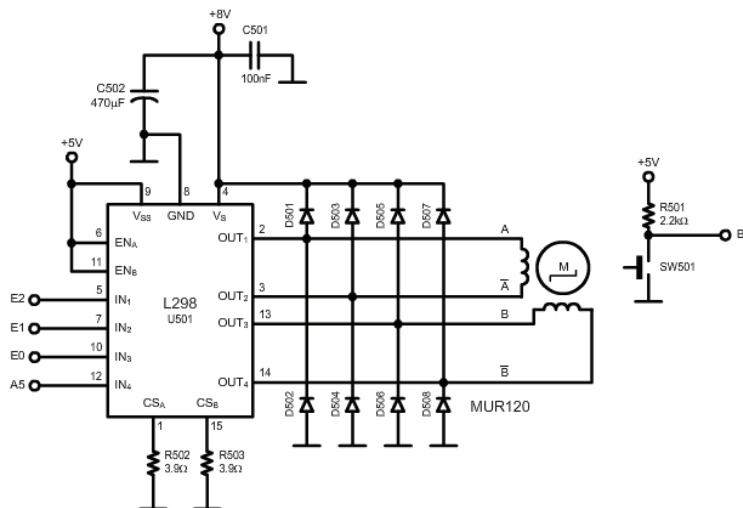 +8V
C501
100nF
C502
470µF
+5V
9
8
4
VSS
GND
VS
D501
D503
D505
D507
+5V
R501
2.2kΩ
B
SW501
6
ENA
OUT1
2
A
11
ENB
M
E2
5
IN1
L298
U501
OUT2
3
A̅
E1
7
IN2
OUT3
13
B
E0
10
IN3
A5
12
IN4
OUT4
14
B̅
CSA
CSB
D502
D504
D506
D508
MUR120
1
15
R502
3.9Ω
R503
3.9Ω